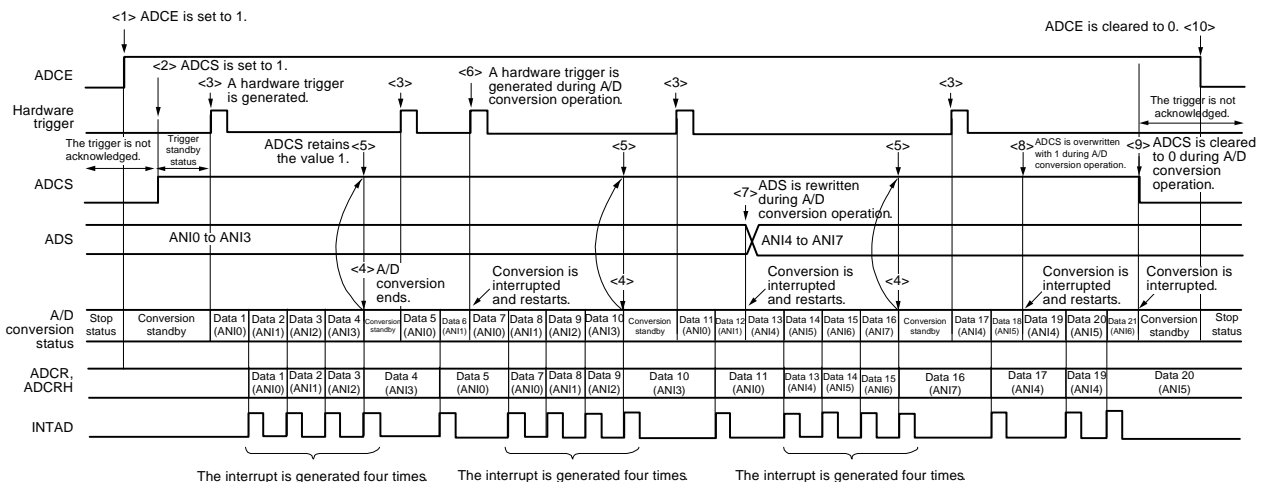 <1> ADCE is set to 1.
ADCE is cleared to 0. <10>
ADCE
<2> ADCS is set to 1.
<3> A hardware trigger
is generated.
<3>
<6> A hardware trigger is
generated during A/D
conversion operation.
<3>
<3>
Hardware
trigger
The trigger is not
acknowledged.
The trigger is not
acknowledged.
Trigger
standby
status
ADCS retains
the value 1.
<5>
<5>
<5>
<8> ADCS is overwritten
with 1 during A/D
conversion operation.
<9> ADCS is cleared
to 0 during A/D
conversion
operation.
ADCS
<7> ADS is rewritten
during A/D
conversion operation.
ADS
ANI0 to ANI3
ANI4 to ANI7
<4> A/D
conversion
ends.
Conversion is
interrupted
and restarts.
<4>
Conversion is
interrupted
and restarts.
<4>
Conversion is
interrupted
and restarts.
Conversion is
interrupted.
A/D
conversion
status
Stop
status
Conversion
standby
Data 1
(ANI0)
Data 2
(ANI1)
Data 3
(ANI2)
Data 4
(ANI3)
Conversion
standby
Data 5
(ANI0)
Data 6
(ANI1)
Data 7
(ANI0)
Data 8
(ANI1)
Data 9
(ANI2)
Data 10
(ANI3)
Conversion
standby
Data 11
(ANI0)
Data 12
(ANI1)
Data 13
(ANI4)
Data 14
(ANI5)
Data 15
(ANI6)
Data 16
(ANI7)
Conversion
standby
Data 17
(ANI4)
Data 18
(ANI5)
Data 19
(ANI4)
Data 20
(ANI5)
Data 21
(ANI6)
Conversion
standby
Stop
status
ADCR,
ADCRH
Data 1
(ANI0)
Data 2
(ANI1)
Data 3
(ANI2)
Data 4
(ANI3)
Data 5
(ANI0)
Data 7
(ANI0)
Data 8
(ANI1)
Data 9
(ANI2)
Data 10
(ANI3)
Data 11
(ANI0)
Data 13
(ANI4)
Data 14
(ANI5)
Data 15
(ANI6)
Data 16
(ANI7)
Data 17
(ANI4)
Data 19
(ANI4)
Data 20
(ANI5)
INTAD
The interrupt is generated four times.
The interrupt is generated four times.
The interrupt is generated four times.